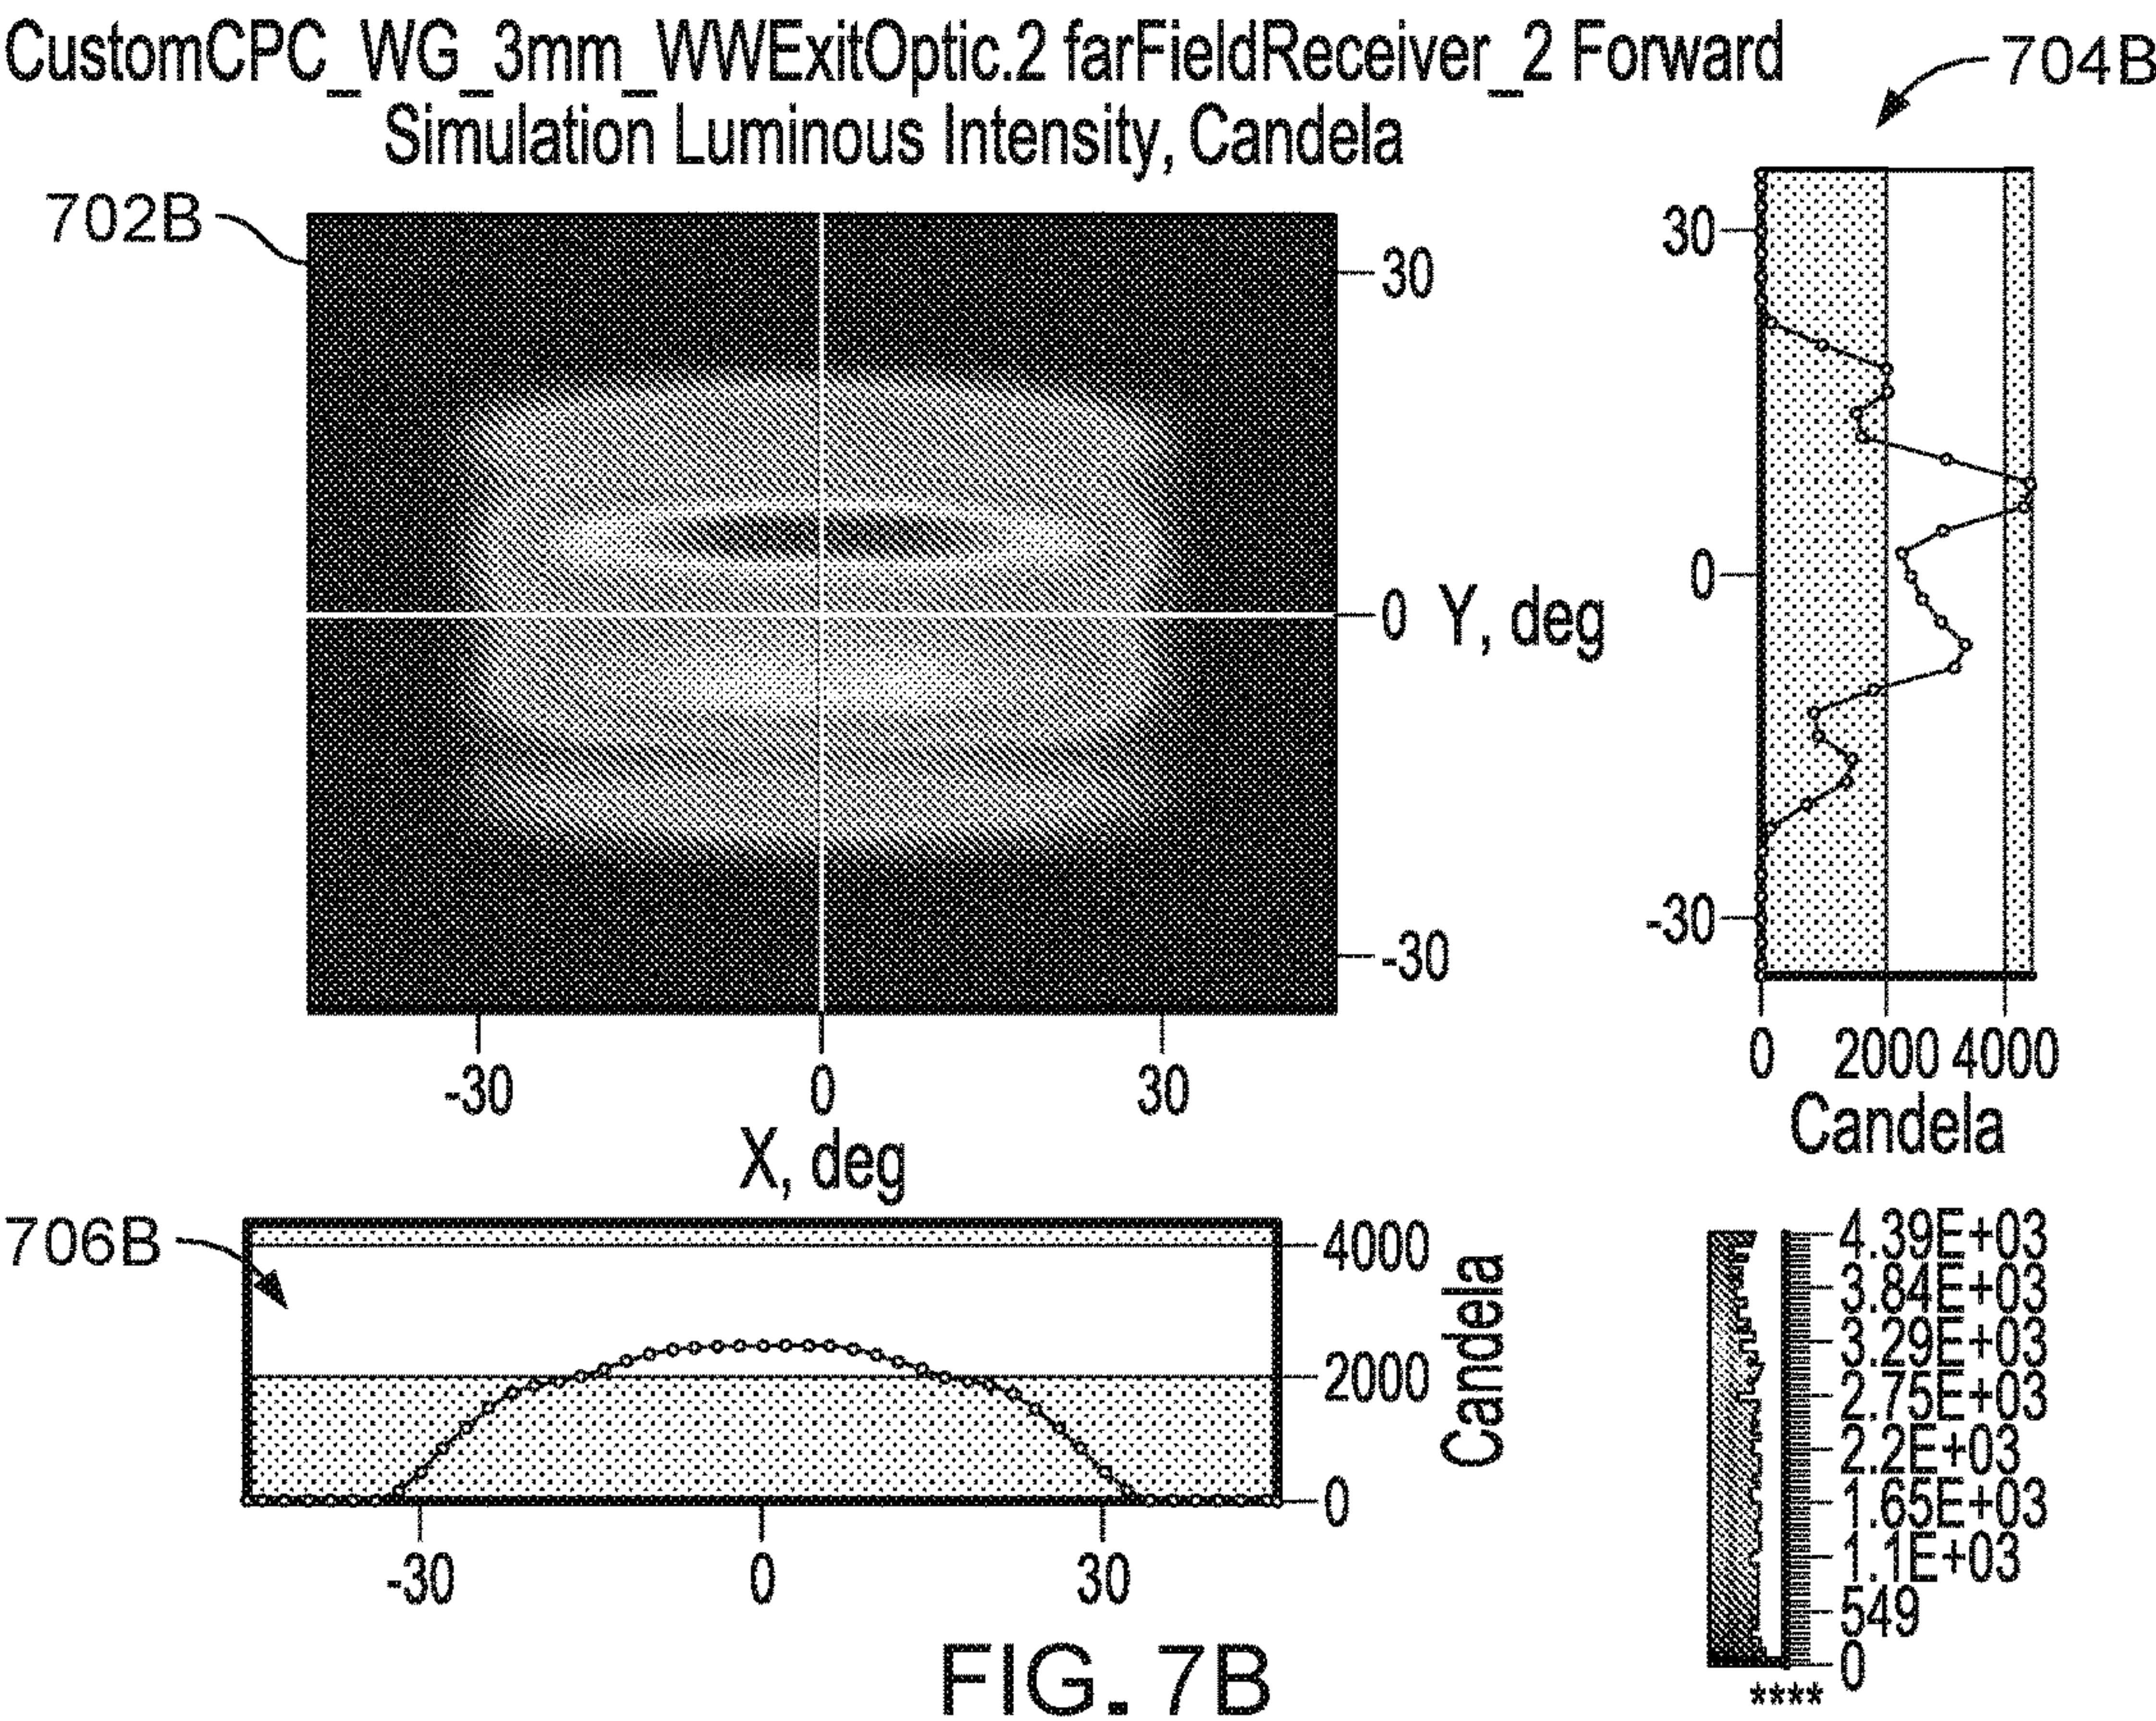 CustomCPC_WG_3mm_WWExitOptic.2 farFieldReceiver_2 Forward
Simulation Luminous Intensity, Candela
704B
702B
30
0 Y, deg
-30
-30 0 30
X, deg
30
0
-30
0 2000 4000
Candela
706B
4000
2000
0
Candela
-30 0 30
4.39E+03
3.84E+03
3.29E+03
2.75E+03
2.2E+03
1.65E+03
1.1E+03
549
0
****
FIG. 7B